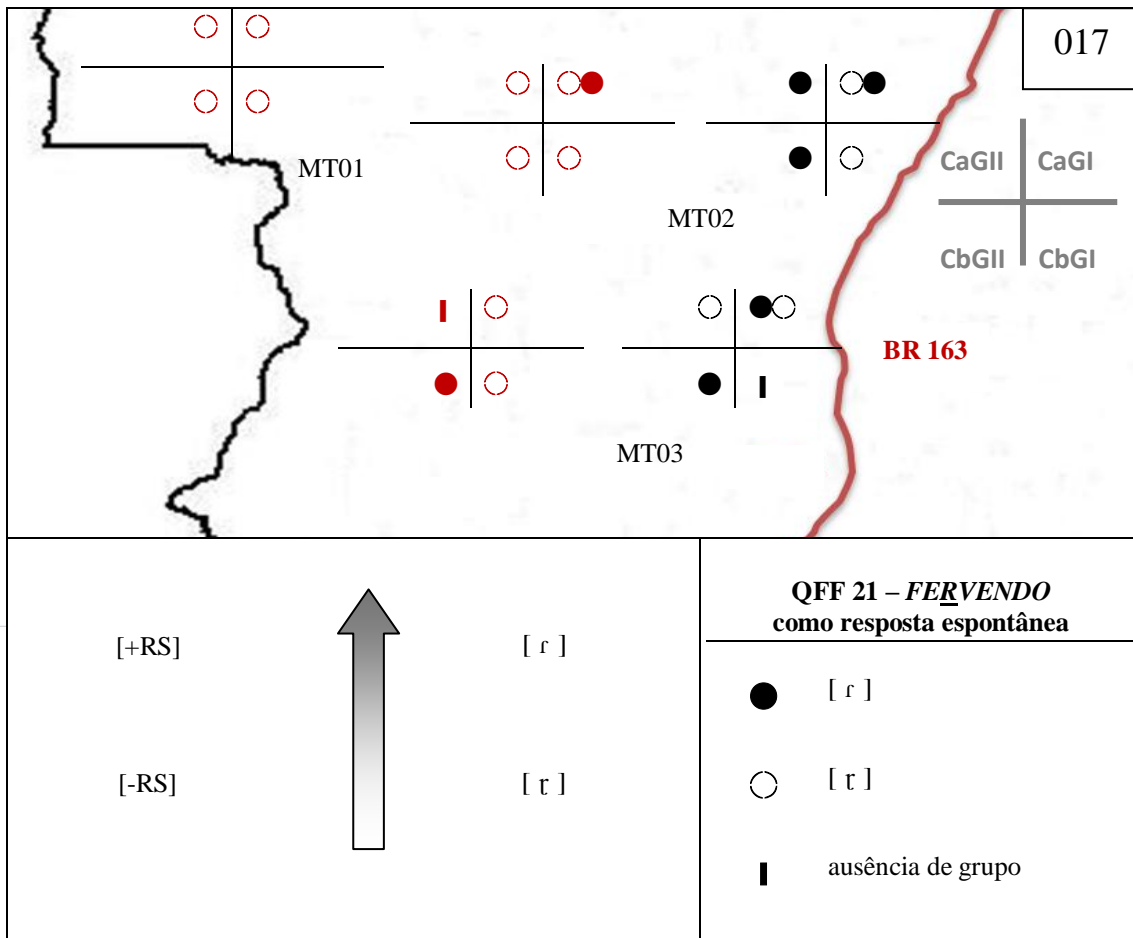 017
CaGII CaGI
CbGII CbGI
MT01
MT02
BR 163
MT03
[+RS] [ ɾ ]
[-RS] [ ɽ ]
QFF 21 – FERVENDO
como resposta espontânea
[ ɾ ]
[ ɽ ]
ausência de grupo